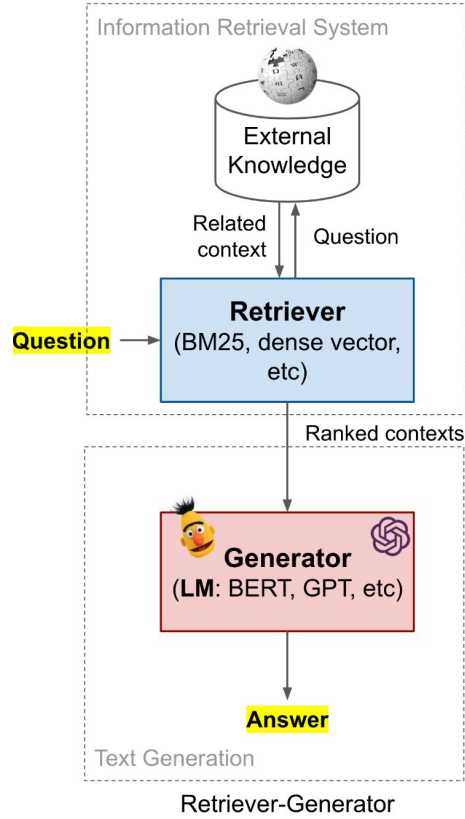 Information Retrieval System
External
Knowledge
Related
context
Question
Retriever
(BM25, dense vector,
etc)
Question
Ranked contexts
Generator
(LM: BERT, GPT, etc)
Answer
Text Generation
Retriever-Generator